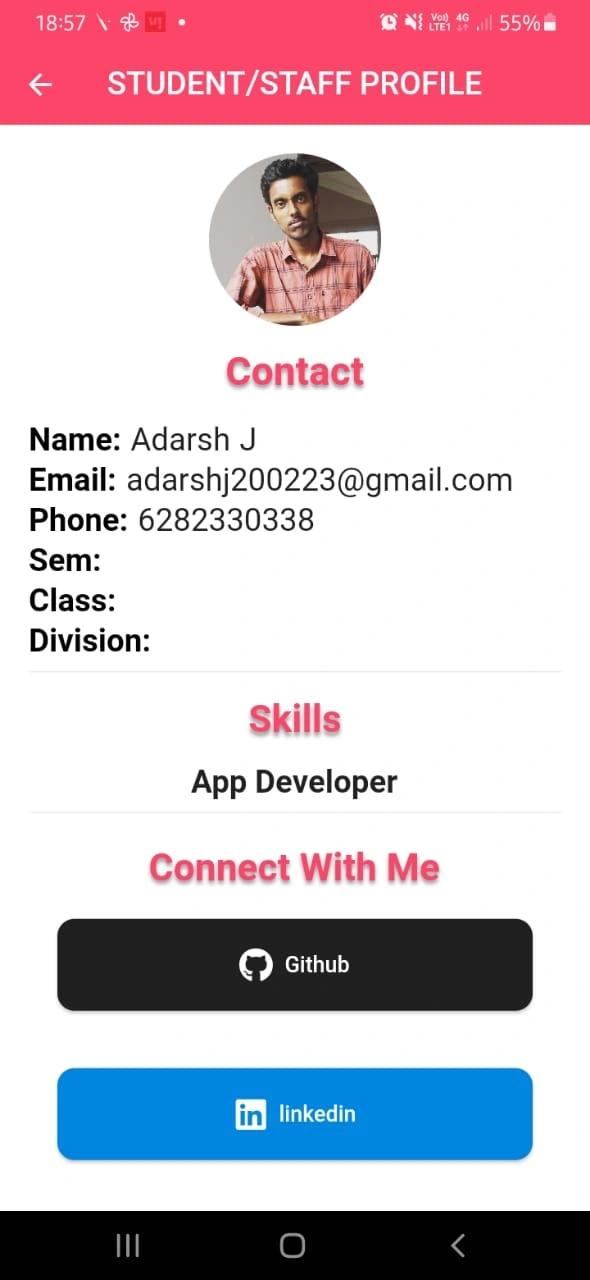 18:57 55%
Vo) 4G
LTE1
STUDENT/STAFF PROFILE
Contact
Name: Adarsh J
Email: adarshj200223@gmail.com
Phone: 6282330338
Sem:
Class:
Division:
Skills
App Developer
Connect With Me
Github
in linkedin